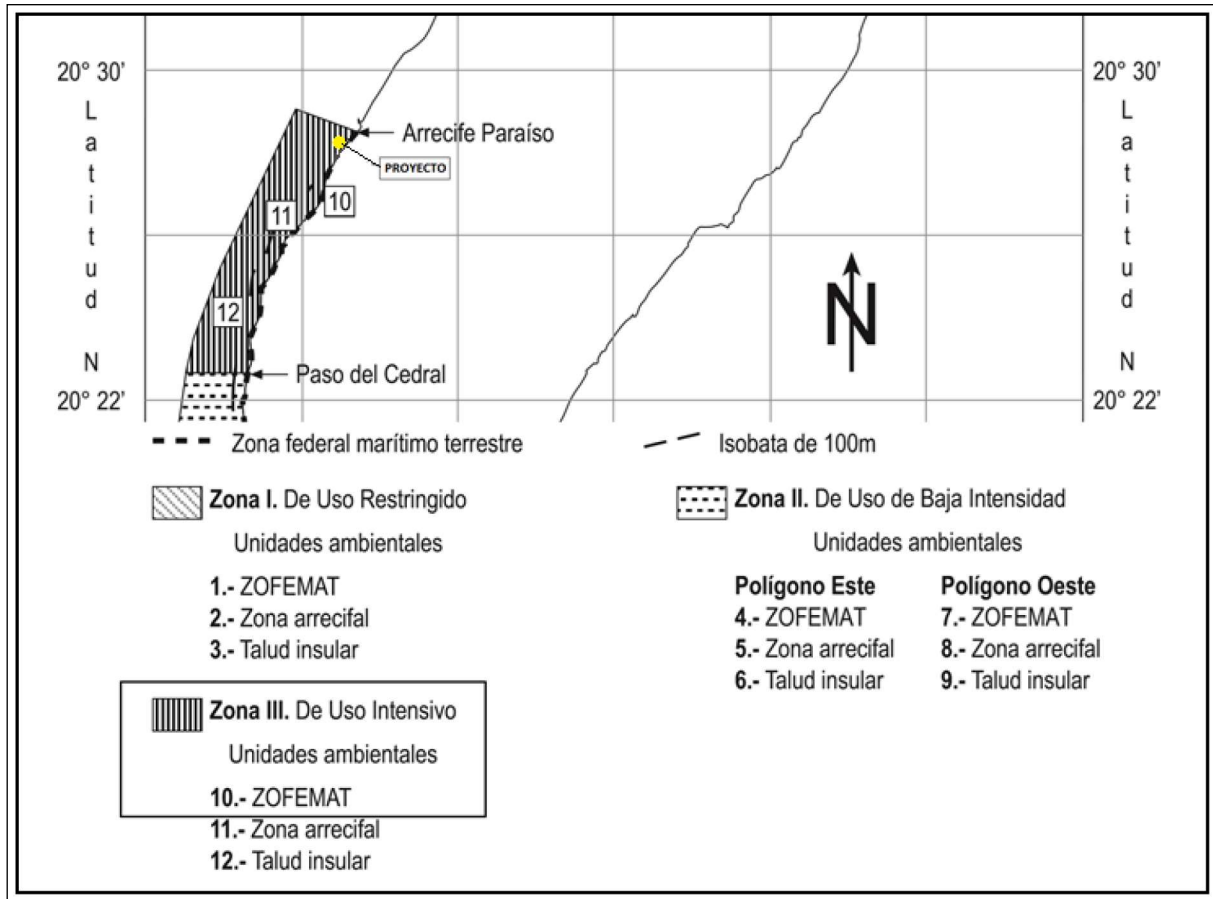 20° 30'
20° 30'
Latitud N
Latitud N
Arrecife Paraíso
PROYECTO
10
11
12
N
Paso del Cedral
20° 22'
20° 22'
Zona federal marítimo terrestre
Isobata de 100m
Zona I. De Uso Restringido
Unidades ambientales
1.- ZOFEMAT
2.- Zona arrecifal
3.- Talud insular
Zona II. De Uso de Baja Intensidad
Unidades ambientales
Polígono Este
4.- ZOFEMAT
5.- Zona arrecifal
6.- Talud insular
Polígono Oeste
7.- ZOFEMAT
8.- Zona arrecifal
9.- Talud insular
Zona III. De Uso Intensivo
Unidades ambientales
10.- ZOFEMAT
11.- Zona arrecifal
12.- Talud insular